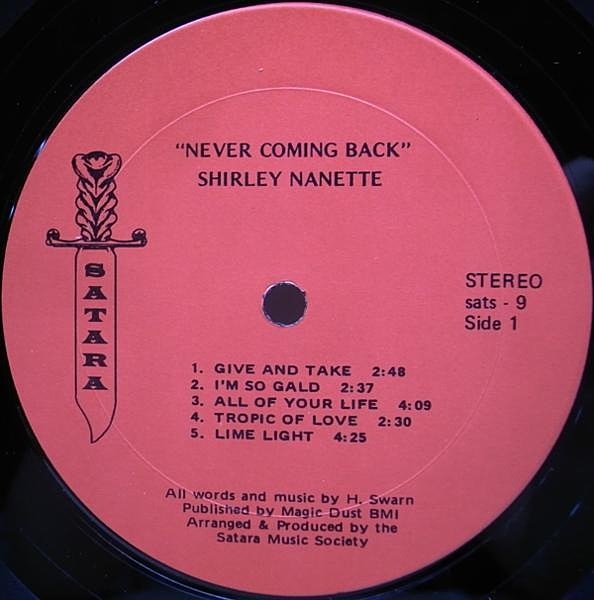 "NEVER COMING BACK"
SHIRLEY NANETTE
SATARA
STEREO
sats - 9
Side 1
1. GIVE AND TAKE 2:48
2. I'M SO GALD 2:37
3. ALL OF YOUR LIFE 4:09
4. TROPIC OF LOVE 2:30
5. LIME LIGHT 4:25
All words and music by H. Swarn
Published by Magic Dust BMI
Arranged & Produced by the
Satara Music Society